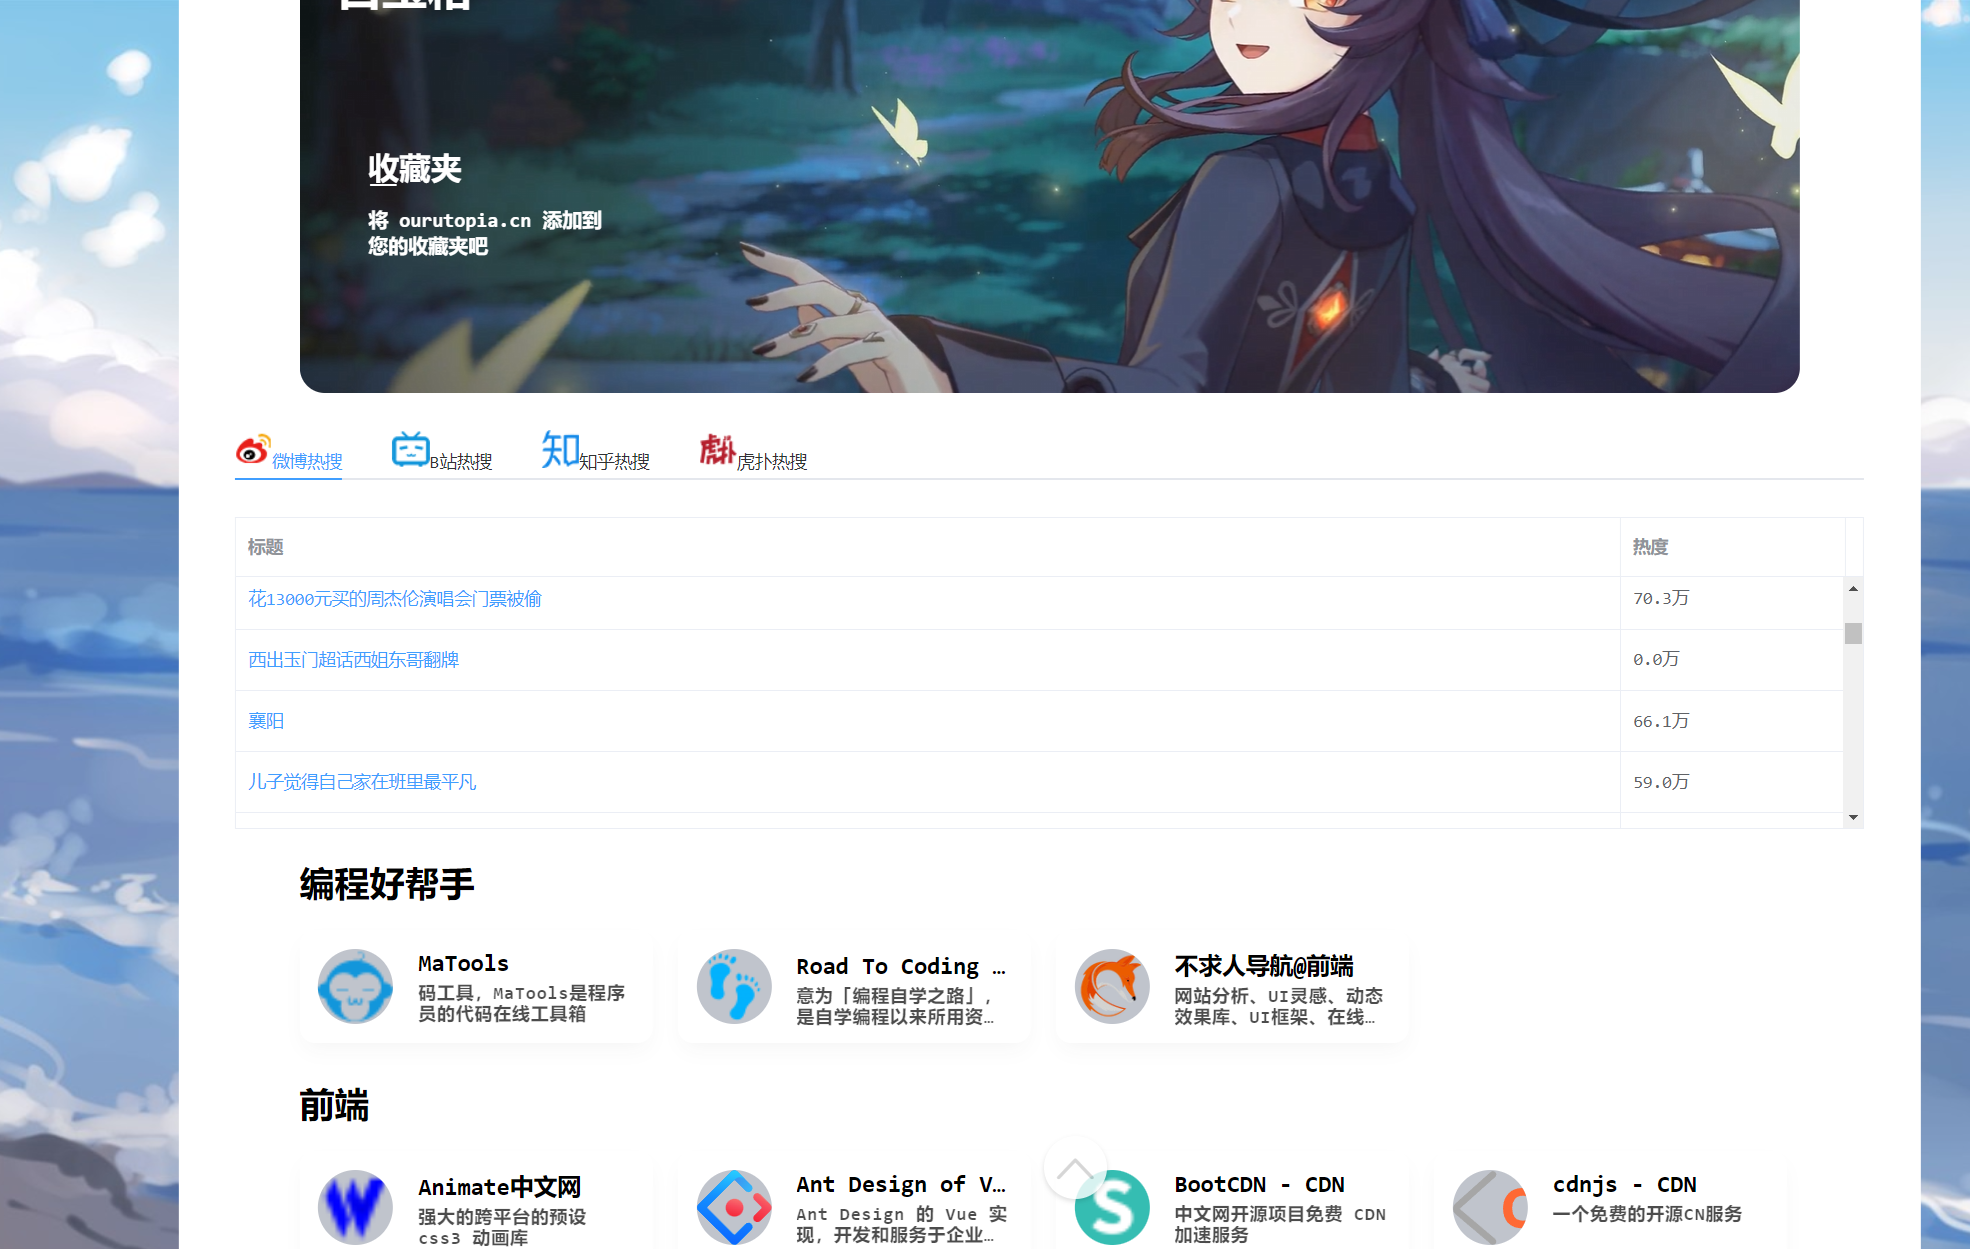 百宝箱
收藏夹
将 ourutopia.cn 添加到
您的收藏夹吧
微博热搜
B站热搜
知 知乎热搜
虎扑 虎扑热搜
标题 热度
花13000元买的周杰伦演唱会门票被偷 70.3万
西出玉门超话西姐东哥翻牌 0.0万
襄阳 66.1万
儿子觉得自己家在班里最平凡 59.0万
编程好帮手
MaTools
码工具，MaTools是程序
员的代码在线工具箱
Road To Coding …
意为「编程自学之路」，
是自学编程以来所用资…
不求人导航@前端
网站分析、UI灵感、动态
效果库、UI框架、在线…
前端
Animate中文网
强大的跨平台的预设
css3 动画库
Ant Design of V…
Ant Design 的 Vue 实
现，开发和服务于企业…
BootCDN - CDN
中文网开源项目免费 CDN
加速服务
cdnjs - CDN
一个免费的开源CN服务